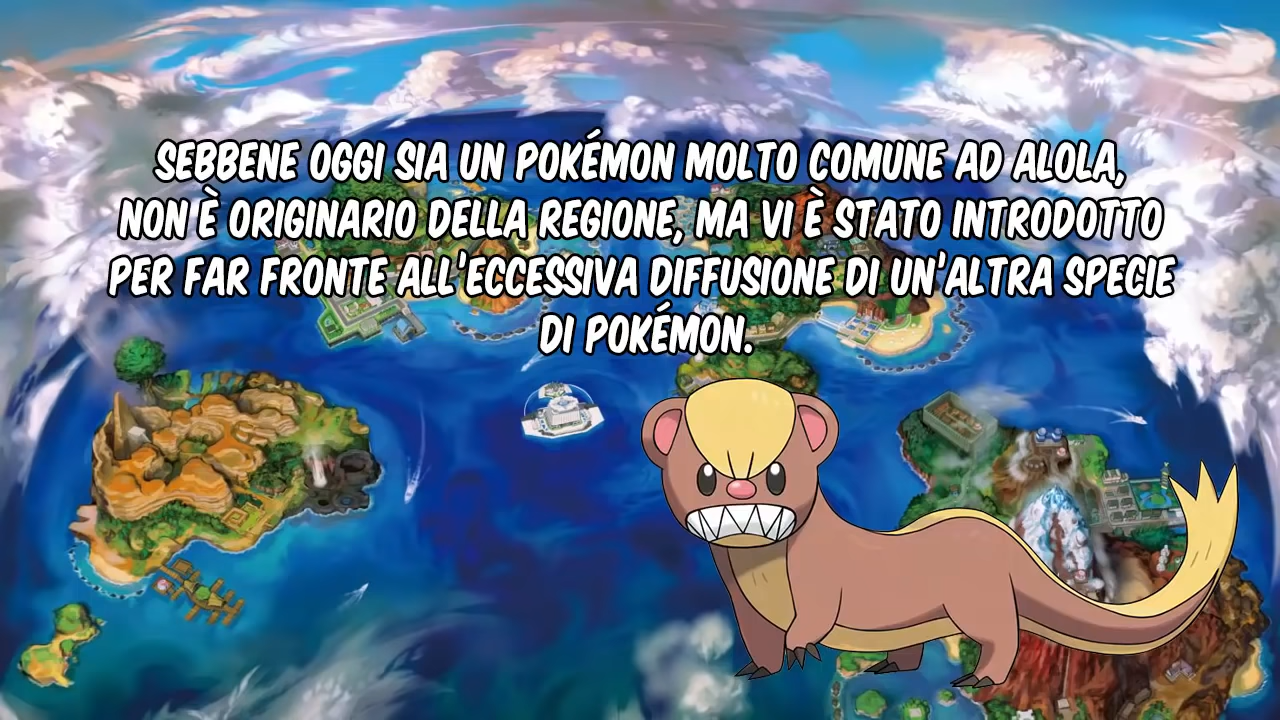 SEBBENE OGGI SIA UN POKÉMON MOLTO COMUNE AD ALOLA,
NON È ORIGINARIO DELLA REGIONE, MA VI È STATO INTRODOTTO
PER FAR FRONTE ALL'ECCESSIVA DIFFUSIONE DI UN'ALTRA SPECIE
DI POKÉMON.